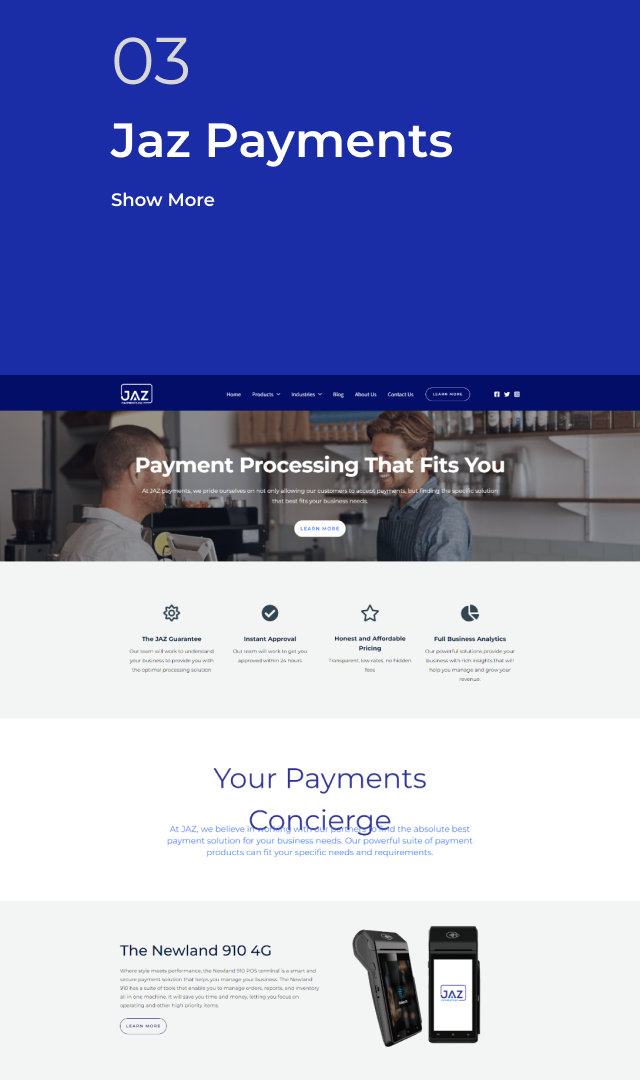 03
Jaz Payments
Show More
JAZ
Home Products Industries Blog About Us Contact Us LEARN MORE
Payment Processing That Fits You
At JAZ payments, we pride ourselves on not only allowing our customers to accept payments, but finding the specific solution
that best fits your business needs.
LEARN MORE
The JAZ Guarantee
Our team will work to understand
your business to provide you with
the optimal processing solution
Instant Approval
Our team will work to get you
approved within 24 hours.
Honest and Affordable
Pricing
Transparent, low rates, no hidden
fees
Full Business Analytics
Our powerful solutions provide your
business with rich insights that will
help you manage and grow your
revenue.
Your Payments
Concierge
At JAZ, we believe in working with our partners to find the absolute best
payment solution for your business needs. Our powerful suite of payment
products can fit your specific needs and requirements.
The Newland 910 4G
Where style meets performance, the Newland 910 POS terminal is a smart and
secure payment solution that helps you manage your business. The Newland
910 has a suite of tools that enable you to manage orders, reports, and inventory
all in one machine. It will save you time and money, letting you focus on
operating and other high priority items.
LEARN MORE
JAZ